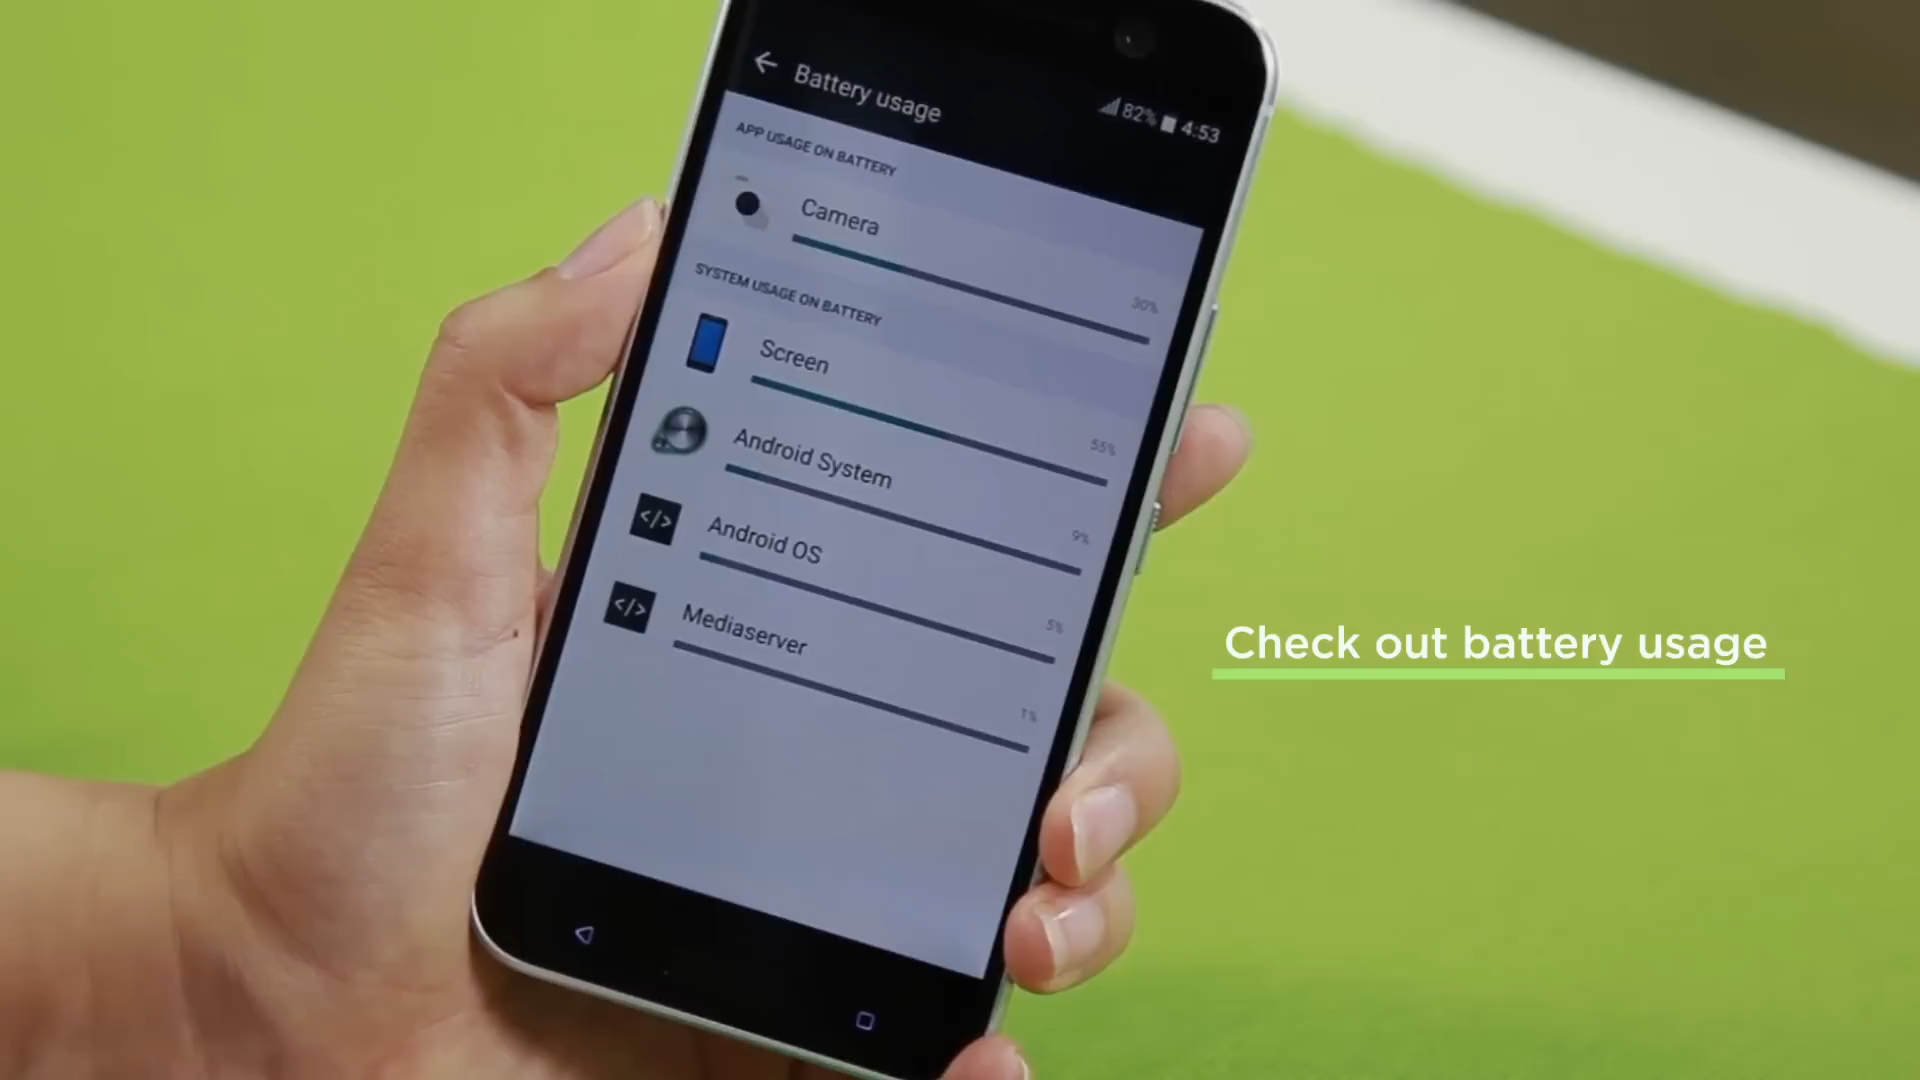 Battery usage
82% 4:53
APP USAGE ON BATTERY
Camera
30%
SYSTEM USAGE ON BATTERY
Screen
55%
Android System
9%
</> Android OS
5%
</> Mediaserver
1%
Check out battery usage